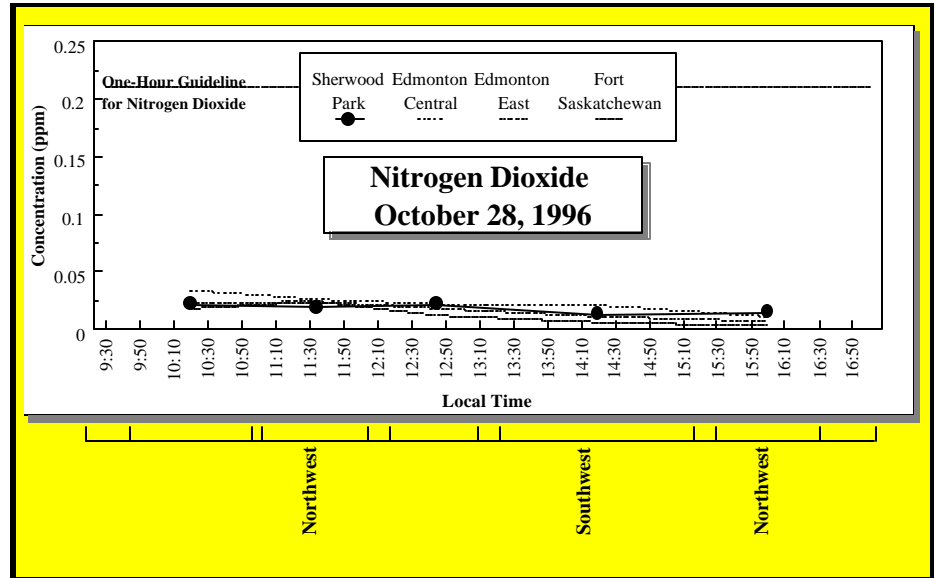 0.25
0.2
0.15
0.1
0.05
0
Concentration (ppm)
One-Hour Guideline
for Nitrogen Dioxide
Sherwood Edmonton Edmonton Fort
Park Central East Saskatchewan
Nitrogen Dioxide
October 28, 1996
9:30 9:50 10:10 10:30 10:50 11:10 11:30 11:50 12:10 12:30 12:50 13:10 13:30 13:50 14:10 14:30 14:50 15:10 15:30 15:50 16:10 16:30 16:50
Local Time
Northwest
Southwest
Northwest